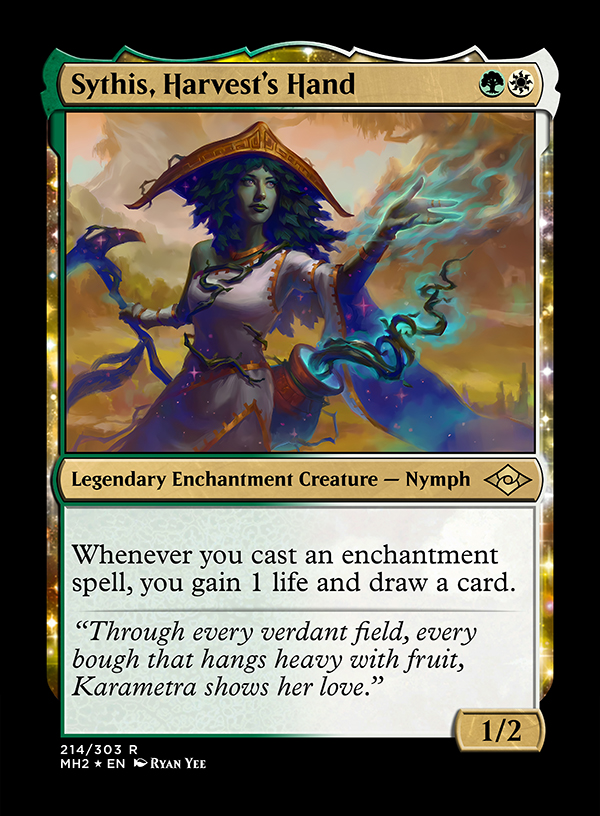 Sythis, Harvest's Hand
Legendary Enchantment Creature — Nymph
Whenever you cast an enchantment
spell, you gain 1 life and draw a card.
“Through every verdant field, every
bough that hangs heavy with fruit,
Karametra shows her love.”
1/2
214/303 R
MH2 ★ EN Ryan Yee